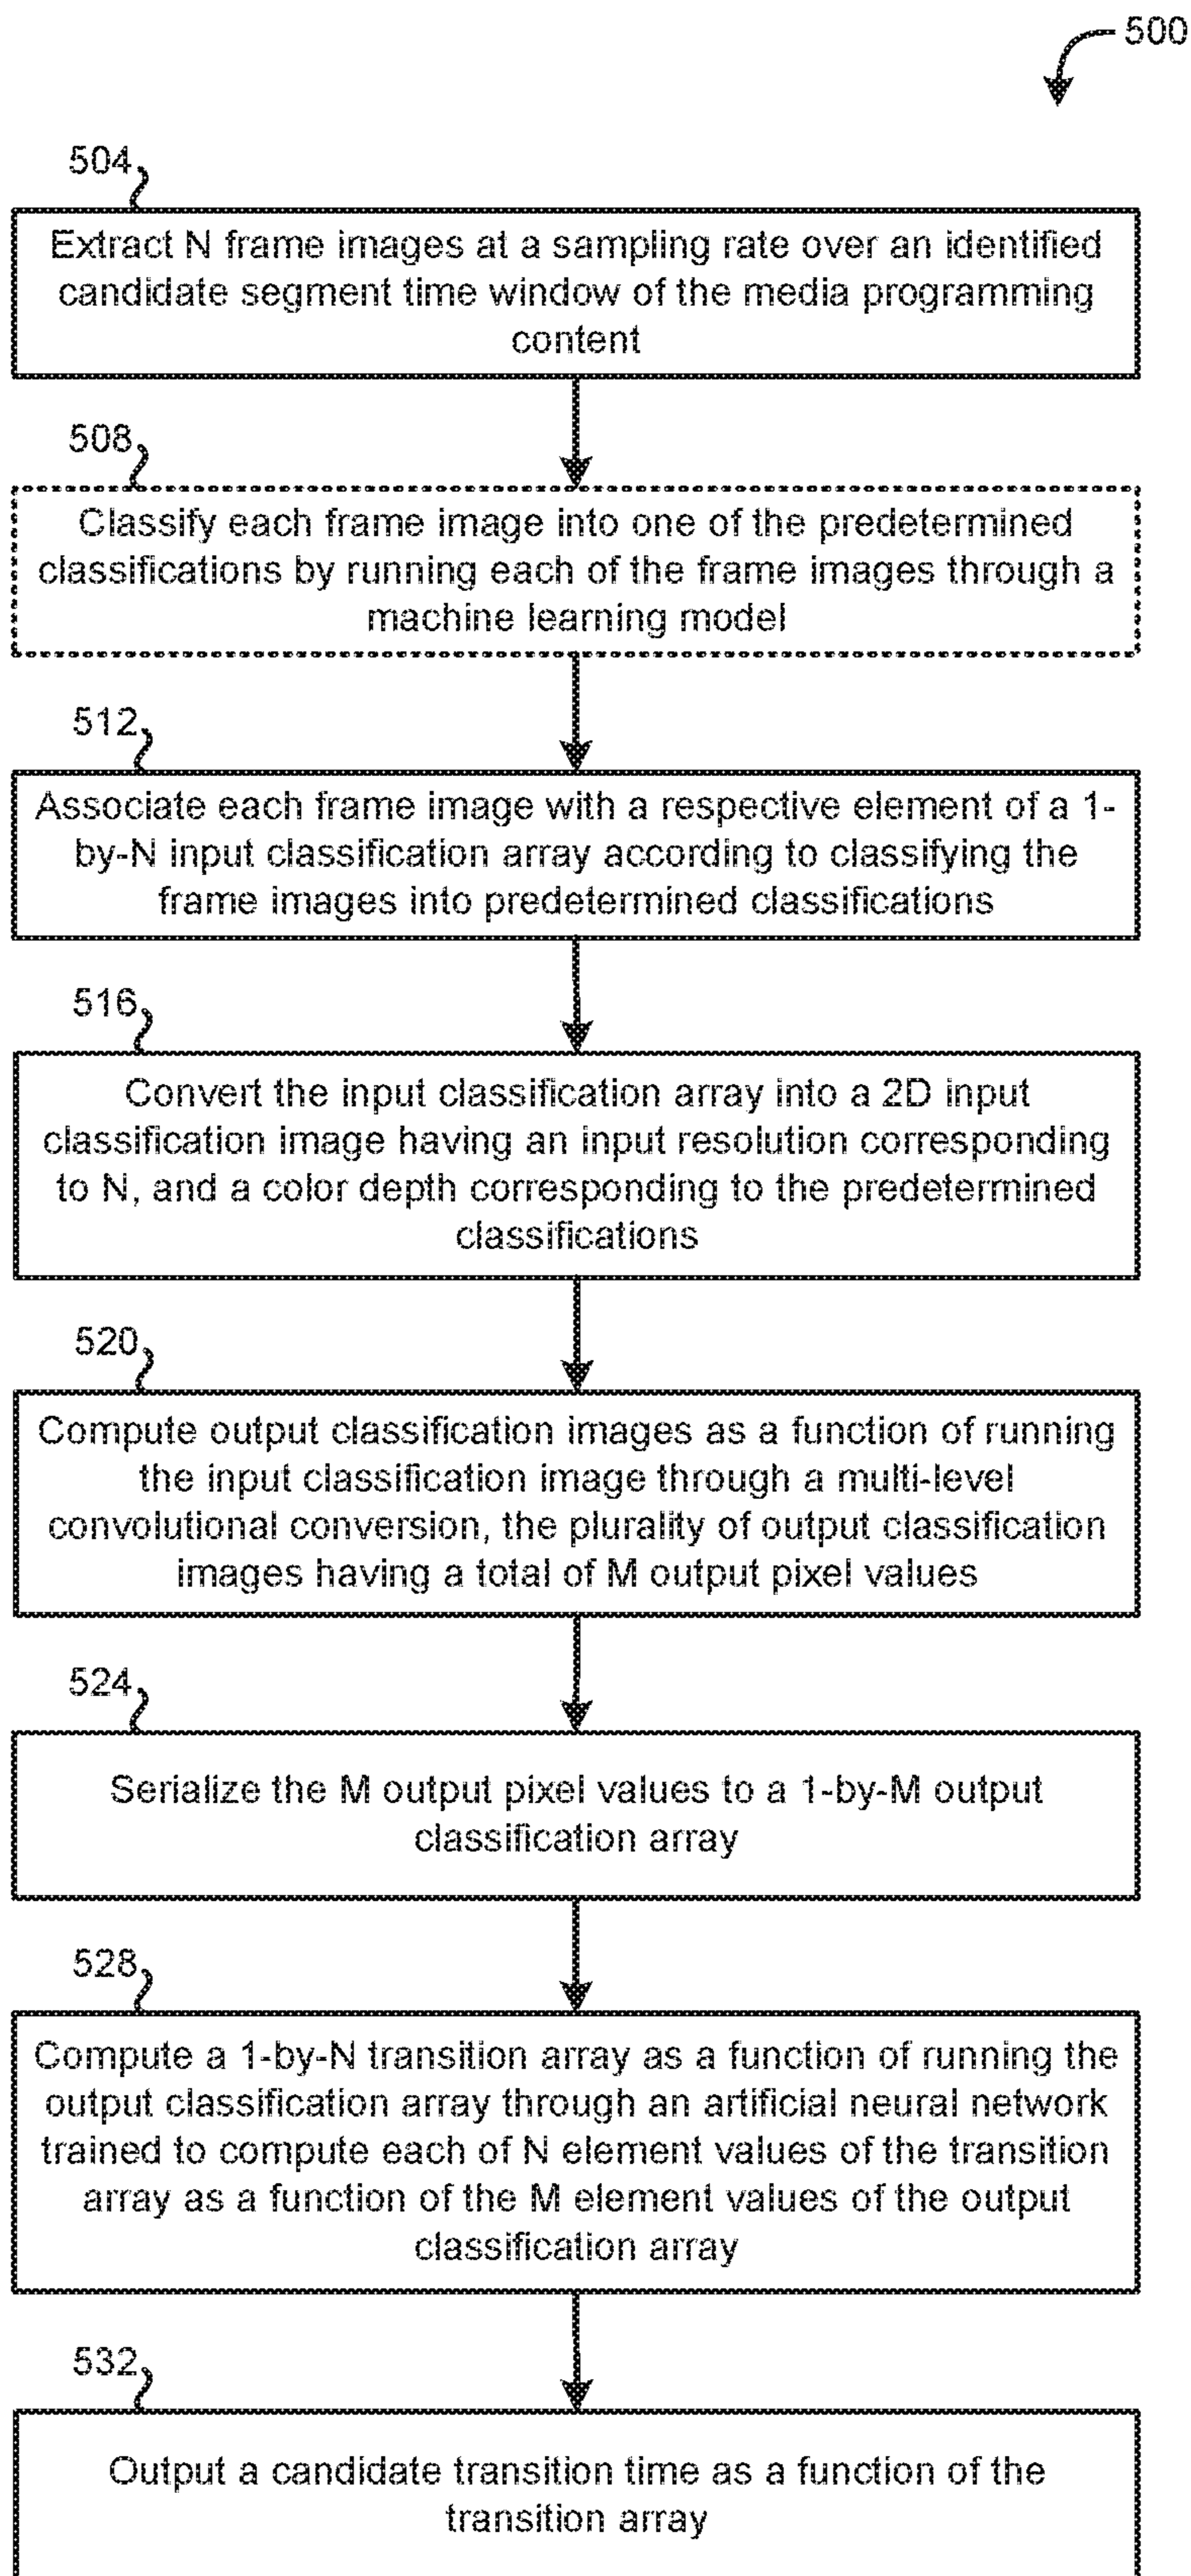 500
504
Extract N frame images at a sampling rate over an identified
candidate segment time window of the media programming
content
508
Classify each frame image into one of the predetermined
classifications by running each of the frame images through a
machine learning model
512
Associate each frame image with a respective element of a 1-
by-N input classification array according to classifying the
frame images into predetermined classifications
516
Convert the input classification array into a 2D input
classification image having an input resolution corresponding
to N, and a color depth corresponding to the predetermined
classifications
520
Compute output classification images as a function of running
the input classification image through a multi-level
convolutional conversion, the plurality of output classification
images having a total of M output pixel values
524
Serialize the M output pixel values to a 1-by-M output
classification array
528
Compute a 1-by-N transition array as a function of running the
output classification array through an artificial neural network
trained to compute each of N element values of the transition
array as a function of the M element values of the output
classification array
532
Output a candidate transition time as a function of the
transition array